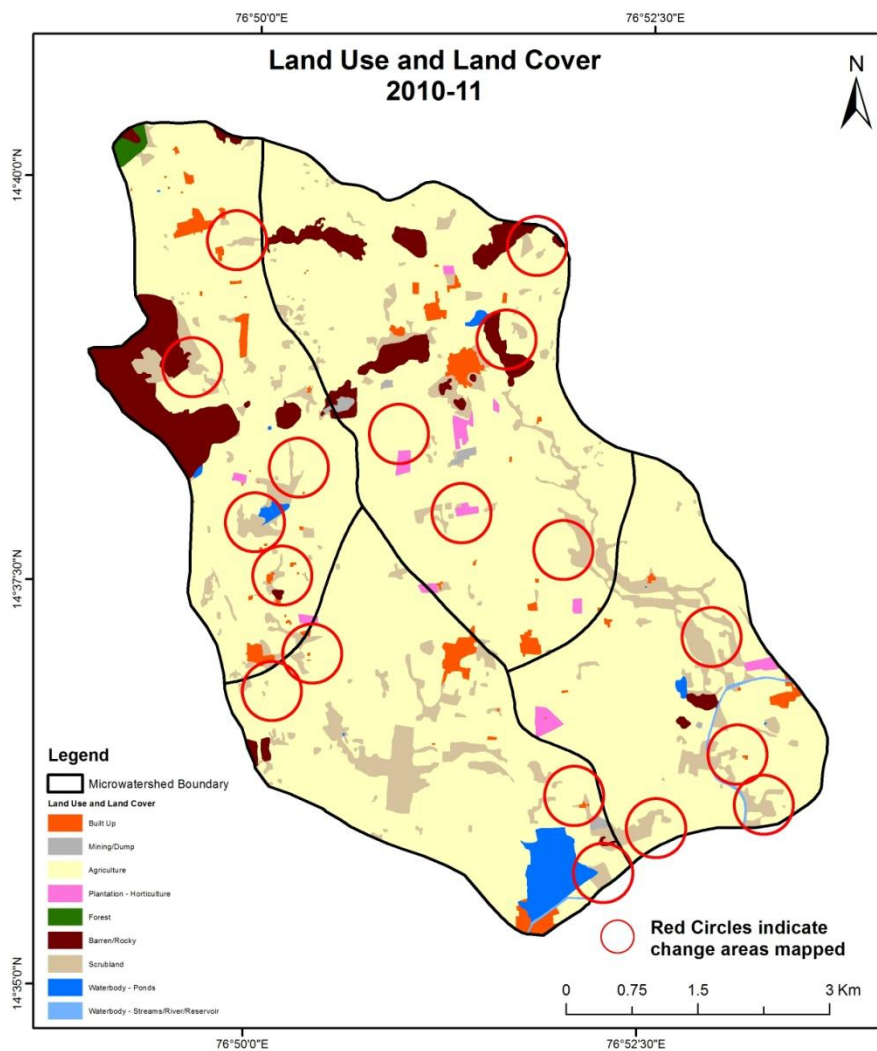 76°50'0"E
76°52'30"E
Land Use and Land Cover
2010-11
N
14°40'0"N
14°37'30"N
14°35'0"N
Legend
Microwatershed Boundary
Land Use and Land Cover
Built Up
Mining/Dump
Agriculture
Plantation - Horticulture
Forest
Barren/Rocky
Scrubland
Waterbody - Ponds
Waterbody - Streams/River/Reservoir
Red Circles indicate
change areas mapped
0 0.75 1.5 3 Km
76°50'0"E
76°52'30"E